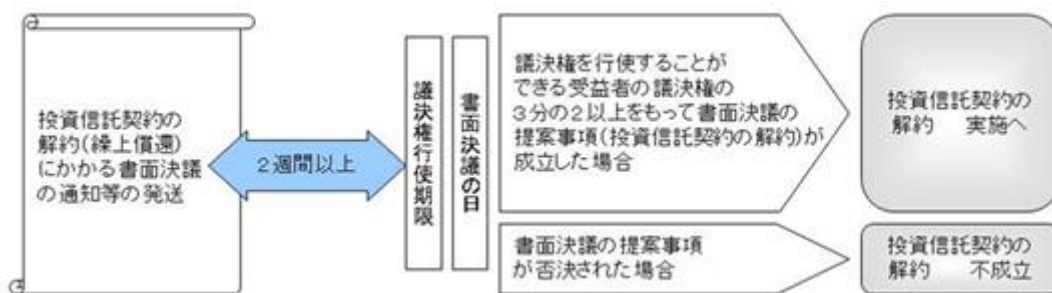 投資信託契約の
解約(繰上償還)
にかかる書面決議
の通知等の発送
2週間以上
議決権行使期限
書面決議の日
議決権を行使することが
できる受益者の議決権の
3分の2以上をもって書面決議の
提案事項(投資信託契約の解約)が
成立した場合
投資信託契約の
解約　実施へ
書面決議の提案事項
が否決された場合
投資信託契約の
解約　不成立